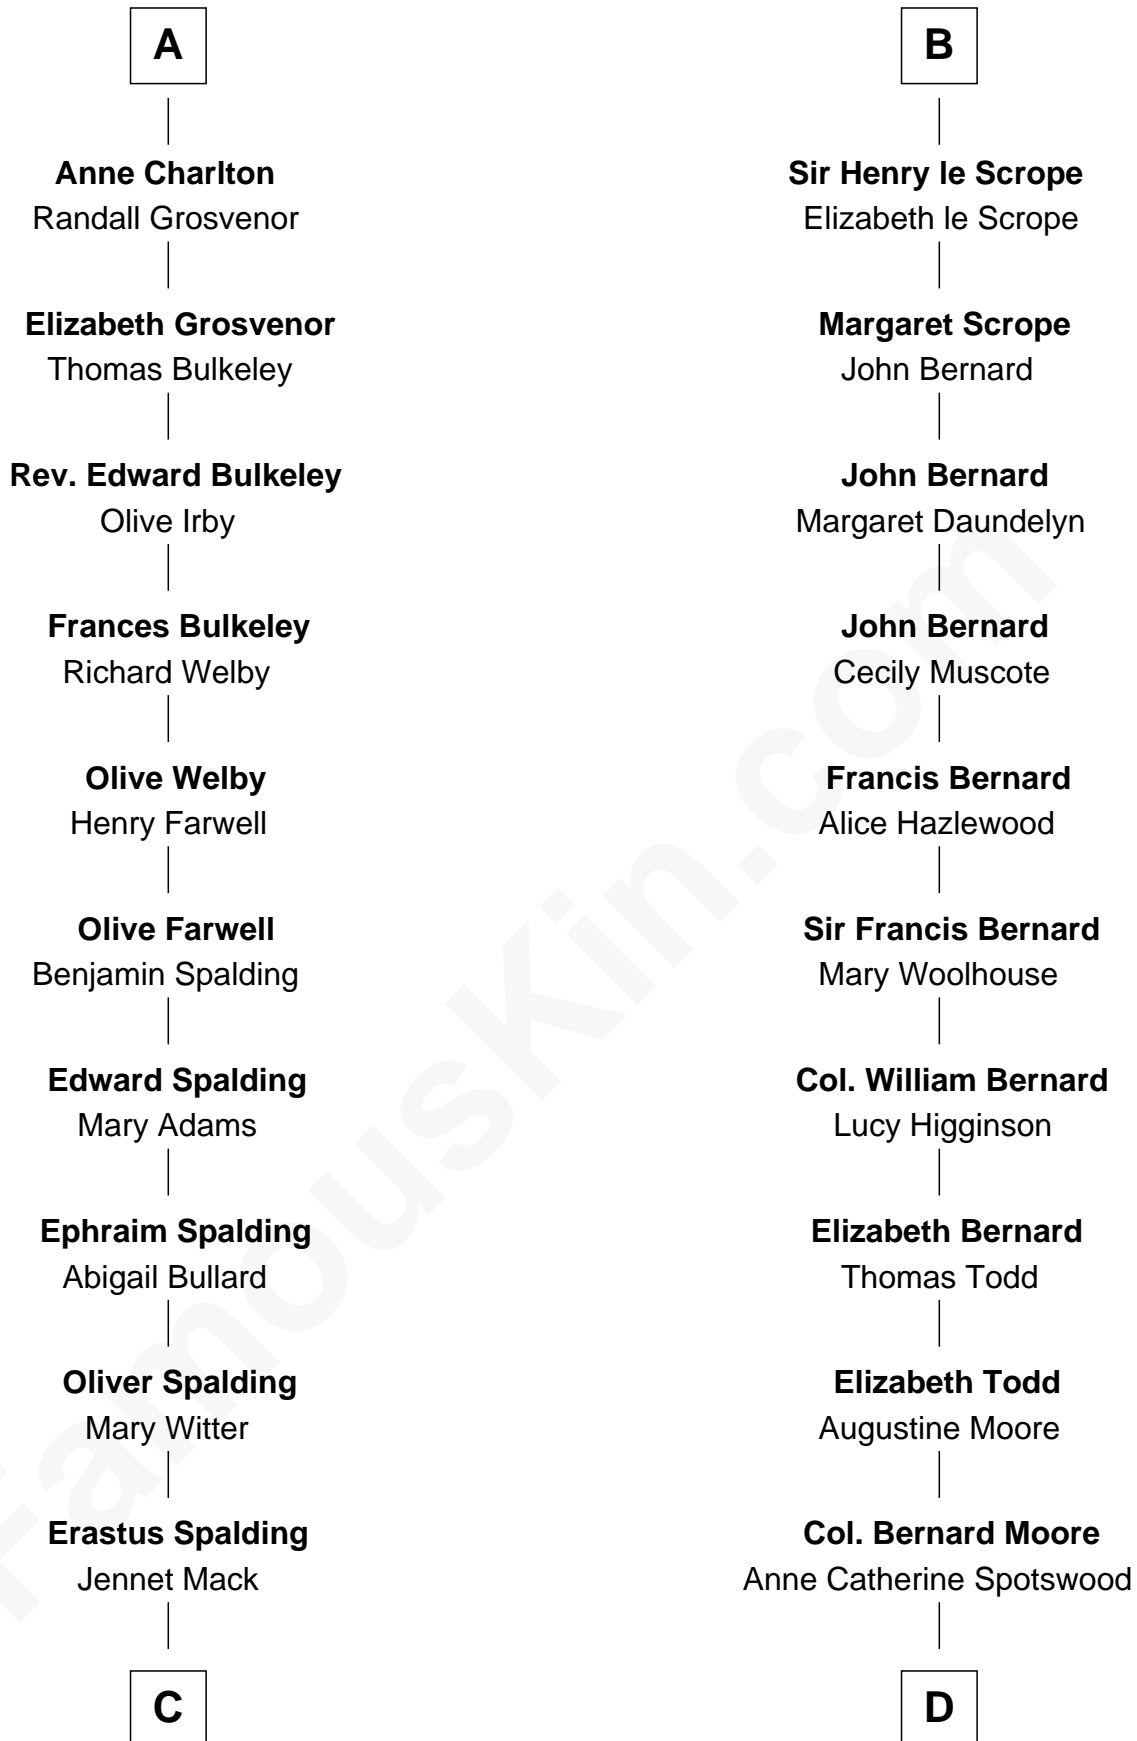 A
Anne Charlton
Randall Grosvenor
Elizabeth Grosvenor
Thomas Bulkeley
Rev. Edward Bulkeley
Olive Irby
Frances Bulkeley
Richard Welby
Olive Welby
Henry Farwell
Olive Farwell
Benjamin Spalding
Edward Spalding
Mary Adams
Ephraim Spalding
Abigail Bullard
Oliver Spalding
Mary Witter
Erastus Spalding
Jennet Mack
C
B
Sir Henry le Scrope
Elizabeth le Scrope
Margaret Scrope
John Bernard
John Bernard
Margaret Daundelyn
John Bernard
Cecily Muscote
Francis Bernard
Alice Hazlewood
Sir Francis Bernard
Mary Woolhouse
Col. William Bernard
Lucy Higginson
Elizabeth Bernard
Thomas Todd
Elizabeth Todd
Augustine Moore
Col. Bernard Moore
Anne Catherine Spotswood
D
FamousKin.com